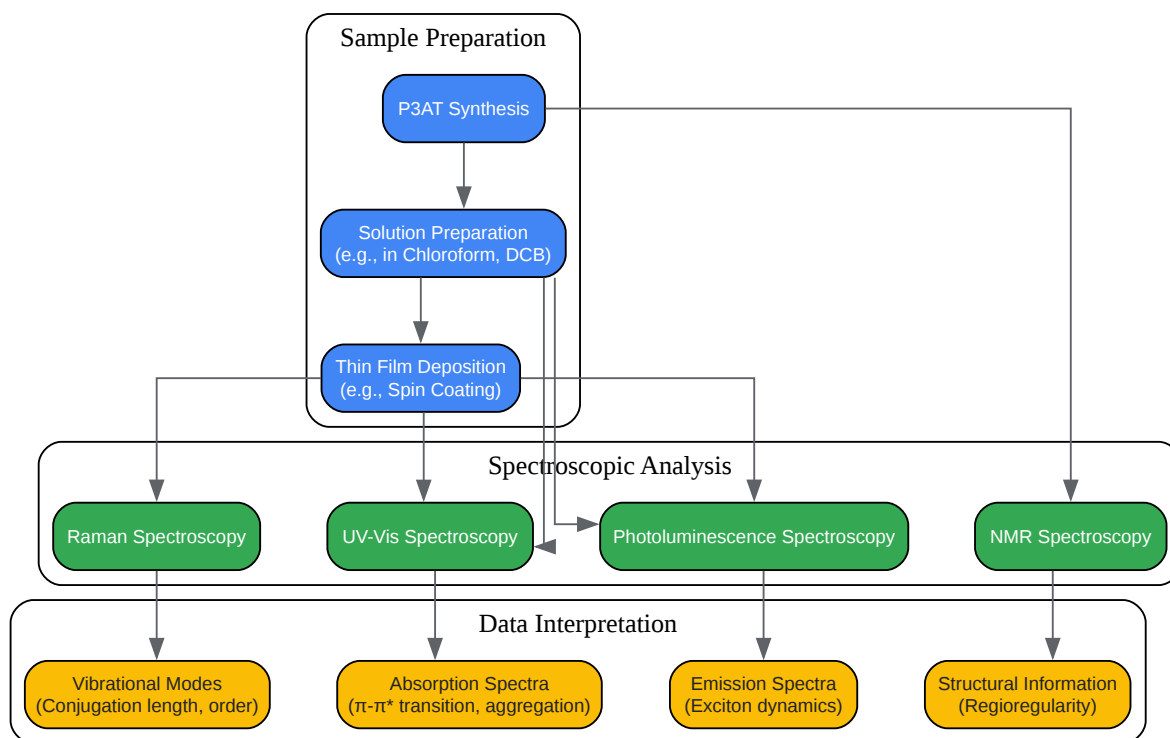 Sample Preparation
P3AT Synthesis
Solution Preparation
(e.g., in Chloroform, DCB)
Thin Film Deposition
(e.g., Spin Coating)
Spectroscopic Analysis
Raman Spectroscopy
UV-Vis Spectroscopy
Photoluminescence Spectroscopy
NMR Spectroscopy
Data Interpretation
Vibrational Modes
(Conjugation length, order)
Absorption Spectra
(π-π* transition, aggregation)
Emission Spectra
(Exciton dynamics)
Structural Information
(Regioregularity)